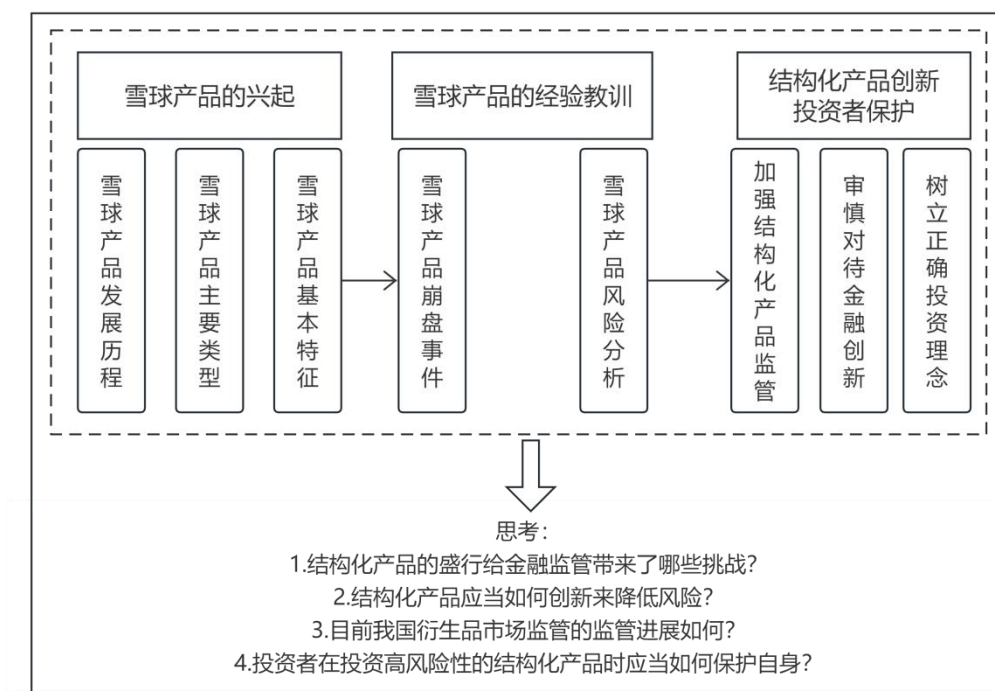 雪球产品的兴起
雪球产品的经验教训
结构化产品创新
投资者保护
雪球产品发展历程
雪球产品主要类型
雪球产品基本特征
雪球产品崩盘事件
雪球产品风险分析
加强结构化产品监管
审慎对待金融创新
树立正确投资理念
思考：
1.结构化产品的盛行给金融监管带来了哪些挑战？
2.结构化产品应当如何创新来降低风险？
3.目前我国衍生品市场监管的监管进展如何？
4.投资者在投资高风险性的结构化产品时应当如何保护自身？